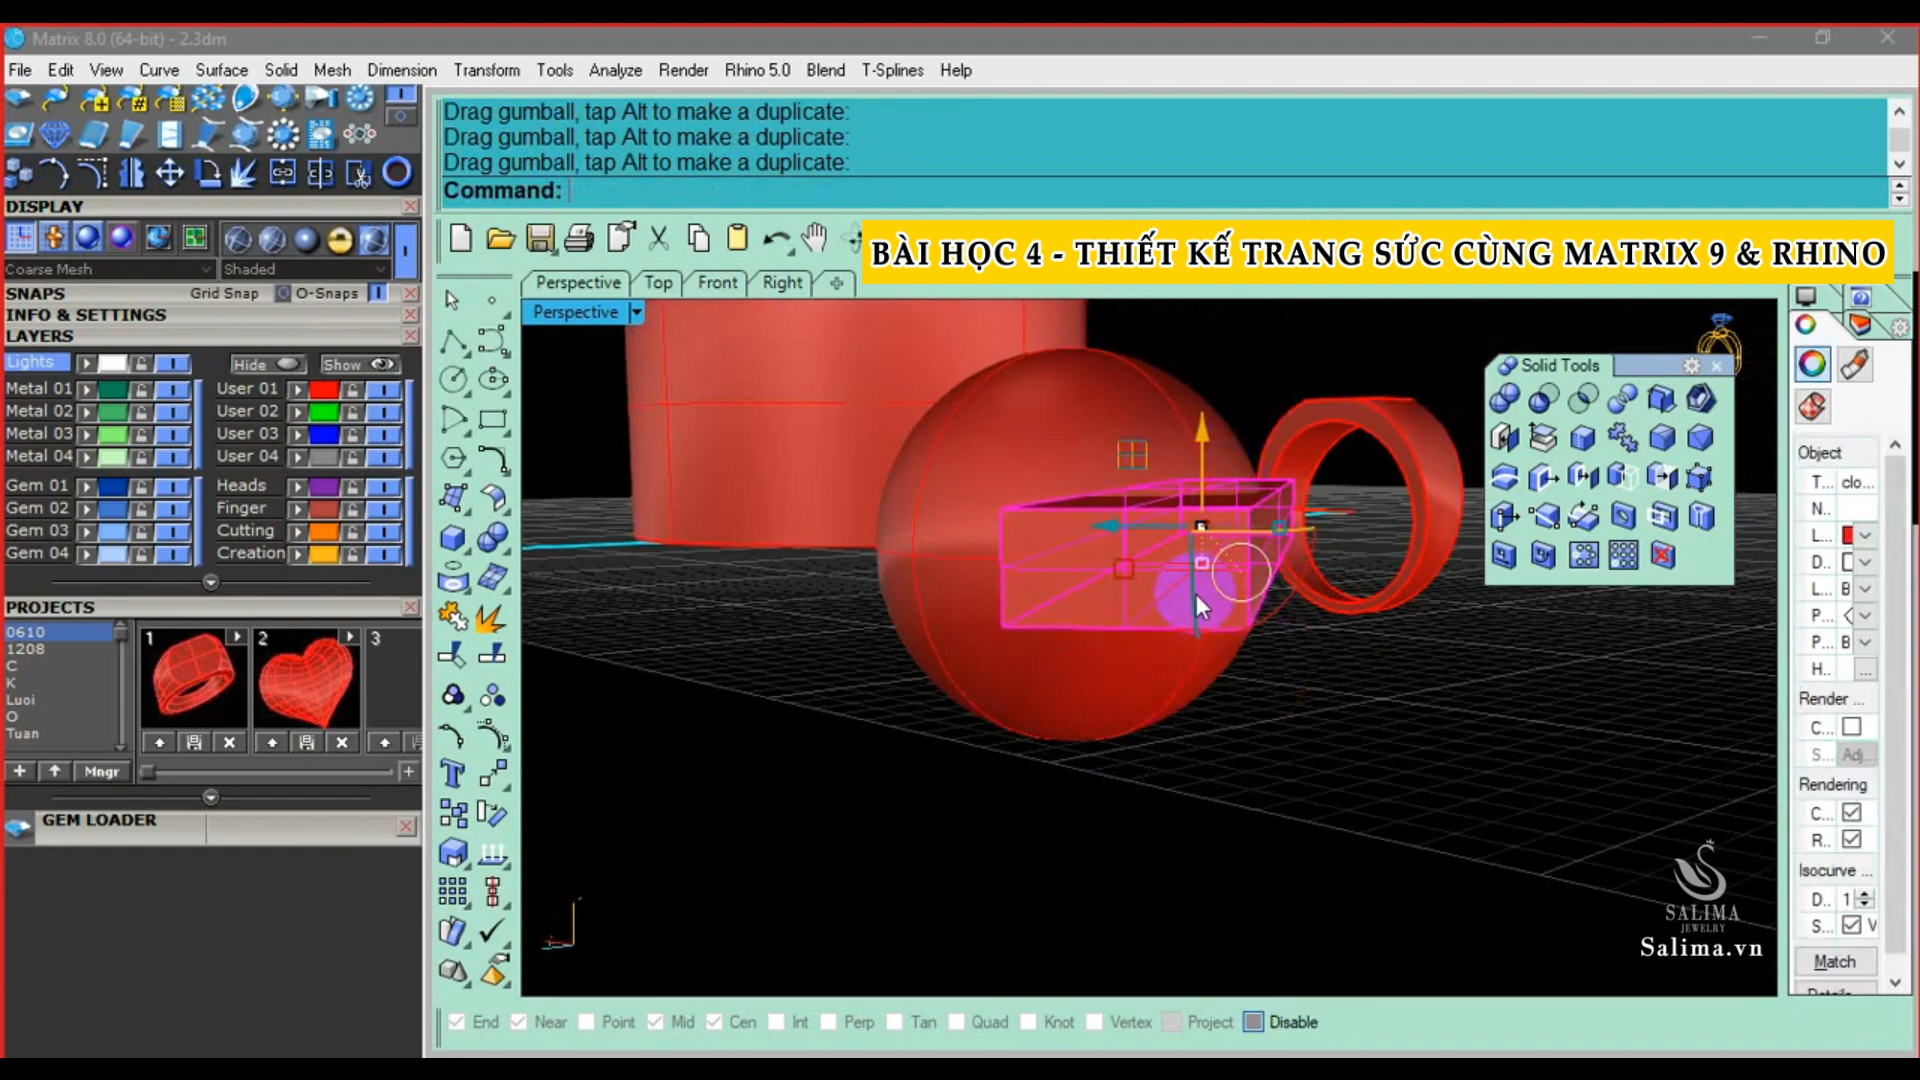 Matrix 8.0 (64-bit) - 2.3dm
File Edit View Curve Surface Solid Mesh Dimension Transform Tools Analyze Render Rhino 5.0 Blend T-Splines Help
Drag gumball, tap Alt to make a duplicate:
Drag gumball, tap Alt to make a duplicate:
Drag gumball, tap Alt to make a duplicate:
Command:
BÀI HỌC 4 - THIẾT KẾ TRANG SỨC CÙNG MATRIX 9 & RHINO
DISPLAY
Coarse Mesh Shaded
SNAPS Grid Snap O-Snaps
INFO & SETTINGS
LAYERS
Lights Hide Show
Metal 01 User 01
Metal 02 User 02
Metal 03 User 03
Metal 04 User 04
Gem 01 Heads
Gem 02 Finger
Gem 03 Cutting
Gem 04 Creation
PROJECTS
0610
1208
C
K
Luoi
O
Tuan
1 2 3
Mngr
GEM LOADER
Perspective Top Front Right
Perspective
Solid Tools
Object
T... clo...
N..
L...
D..
L... B
P...
P... B
H.. ...
Render ...
C...
S... Adj...
Rendering
C...
R..
Isocurve ...
D.. 1
S... V
Match
SALIMA
JEWELRY
Salima.vn
End Near Point Mid Cen Int Perp Tan Quad Knot Vertex Project Disable